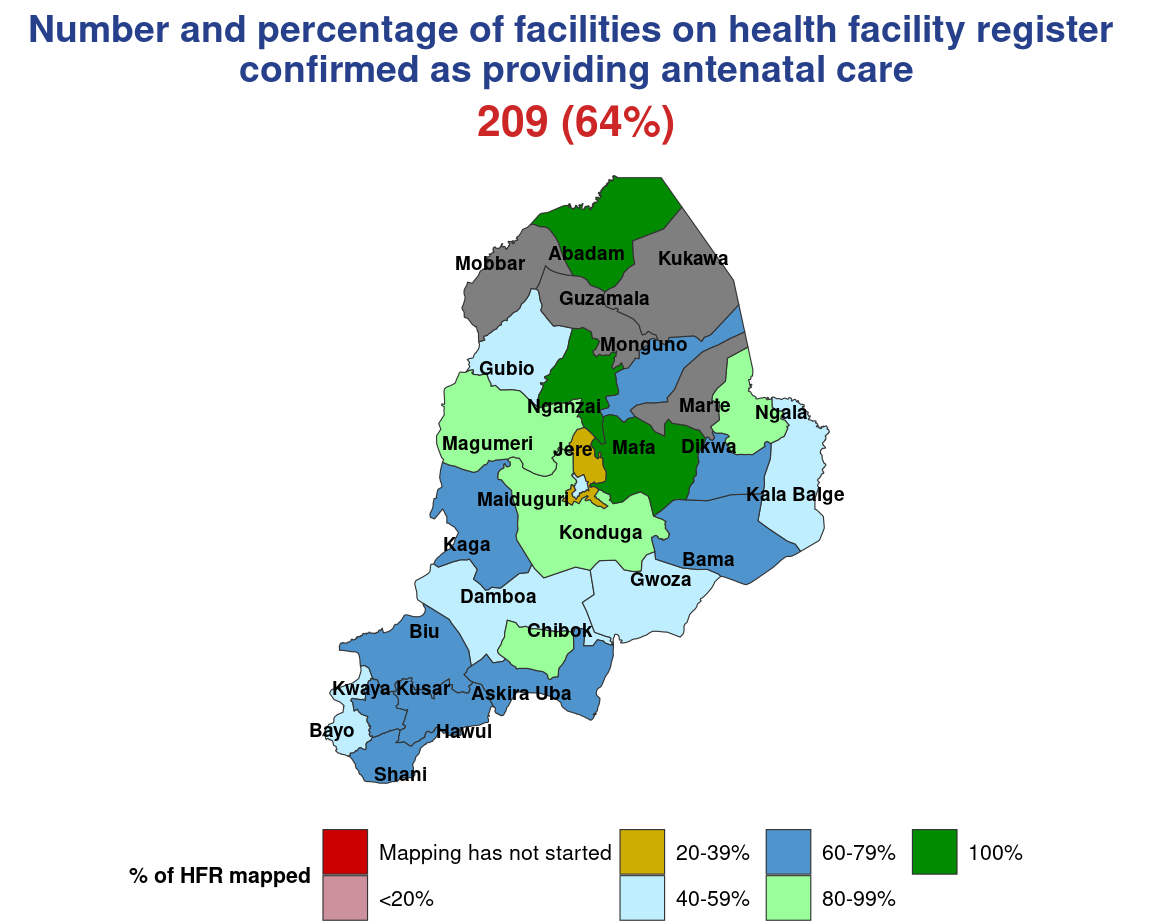 Number and percentage of facilities on health facility register
confirmed as providing antenatal care
209 (64%)
Abadam
Kukawa
Mobbar
Guzamala
Monguno
Gubio
Nganzai
Marte
Ngala
Magumeri
Jere
Mafa
Dikwa
Maiduguri
Kala Balge
Konduga
Kaga
Bama
Gwoza
Damboa
Biu
Chibok
Kwaya Kusar
Askira Uba
Bayo
Hawul
Shani
% of HFR mapped
Mapping has not started
20-39%
60-79%
100%
<20%
40-59%
80-99%